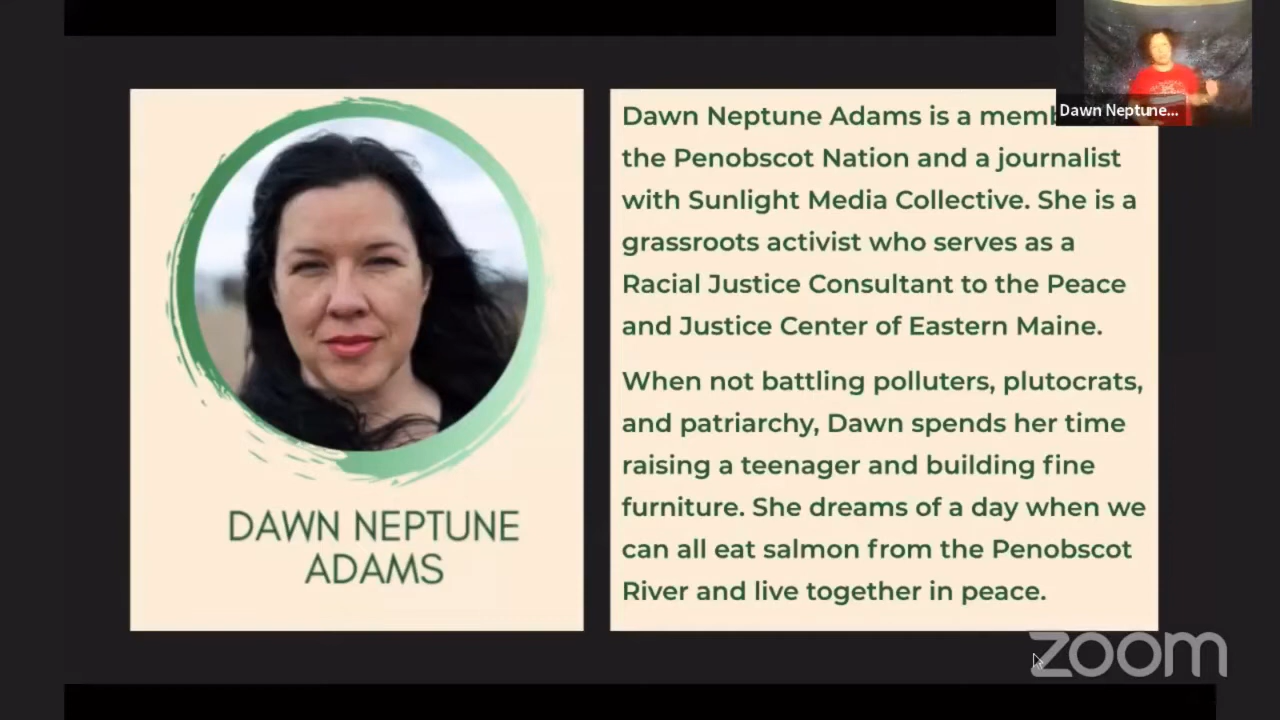 Dawn Neptune...
DAWN NEPTUNE
ADAMS
Dawn Neptune Adams is a
the Penobscot Nation and a journalist
with Sunlight Media Collective. She is a
grassroots activist who serves as a
Racial Justice Consultant to the Peace
and Justice Center of Eastern Maine.
When not battling polluters, plutocrats,
and patriarchy, Dawn spends her time
raising a teenager and building fine
furniture. She dreams of a day when we
can all eat salmon from the Penobscot
River and live together in peace.
zoom